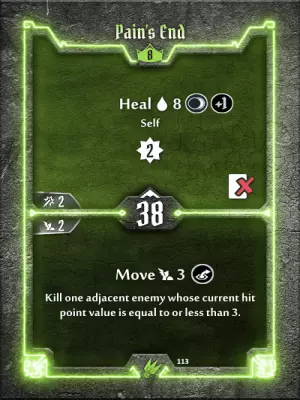 Pain's End
8
Heal 8 +1
Self
2
2
38
2
Move 3
Kill one adjacent enemy whose current hit
point value is equal to or less than 3.
113